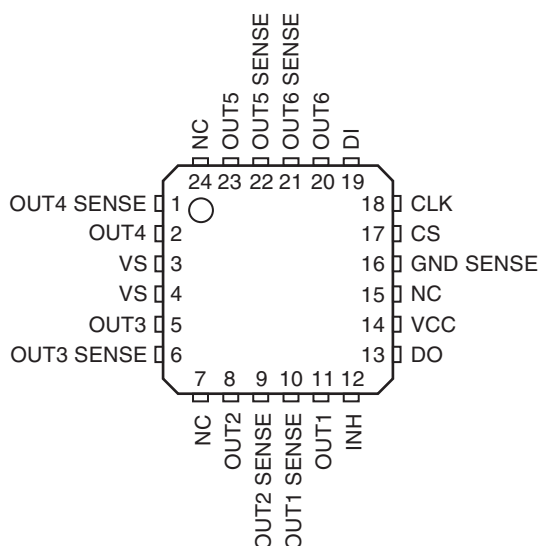 NC
OUT5
OUT5 SENSE
OUT6 SENSE
OUT6
DI
24 23 22 21 20 19
OUT4 SENSE 1
OUT4 2
VS 3
VS 4
OUT3 5
OUT3 SENSE 6
18 CLK
17 CS
16 GND SENSE
15 NC
14 VCC
13 DO
7 8 9 10 11 12
NC
OUT2
OUT2 SENSE
OUT1 SENSE
OUT1
INH